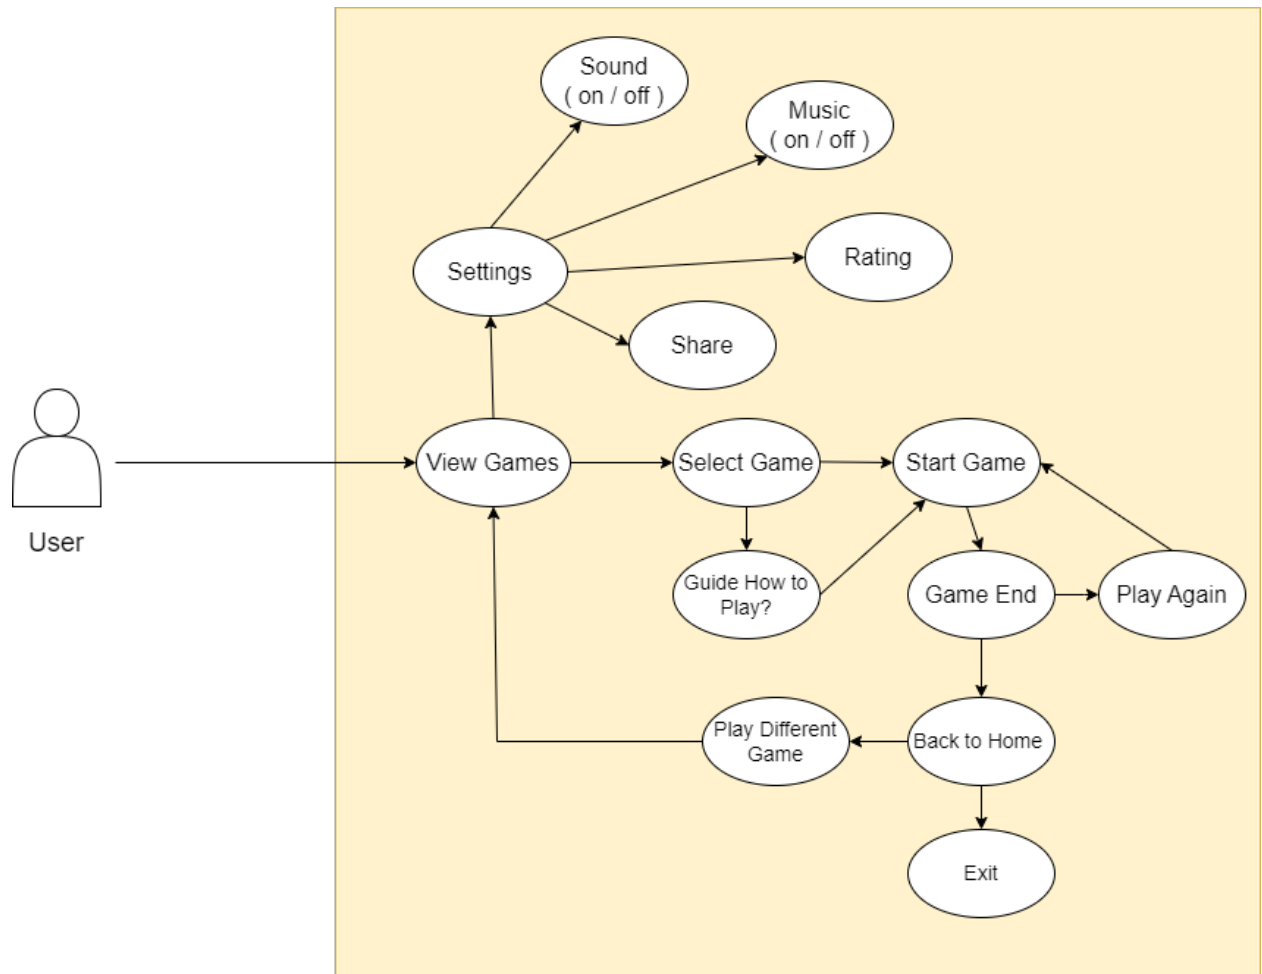 Sound
( on / off )
Music
( on / off )
Rating
Settings
Share
View Games
Select Game
Start Game
User
Guide How to
Play?
Game End
Play Again
Play Different
Game
Back to Home
Exit